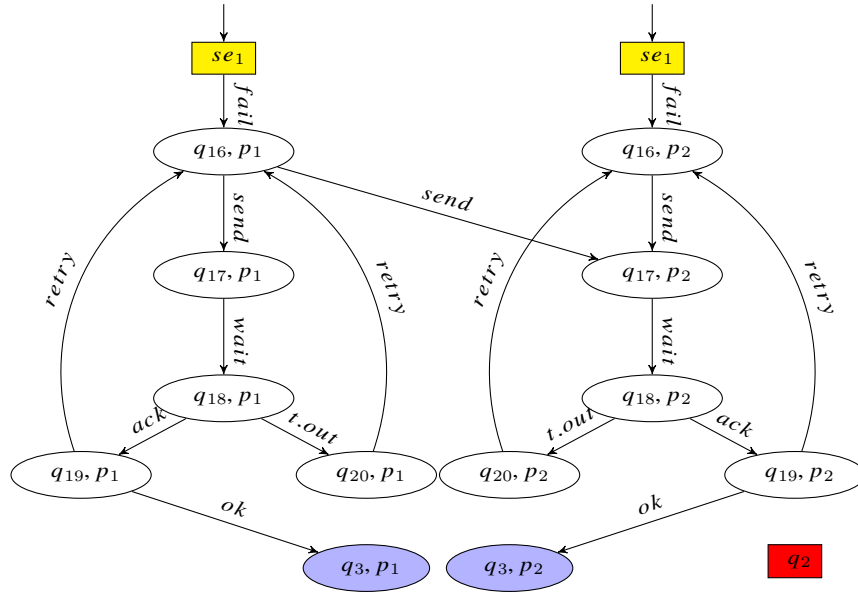 se₁ se₁
fail fail
q₁₆, p₁ q₁₆, p₂
send send send
q₁₇, p₁ q₁₇, p₂
retry retry retry retry
wait wait
q₁₈, p₁ q₁₈, p₂
ack t.out t.out ack
q₁₉, p₁ q₂₀, p₁ q₂₀, p₂ q₁₉, p₂
ok ok
q₃, p₁ q₃, p₂ q₂